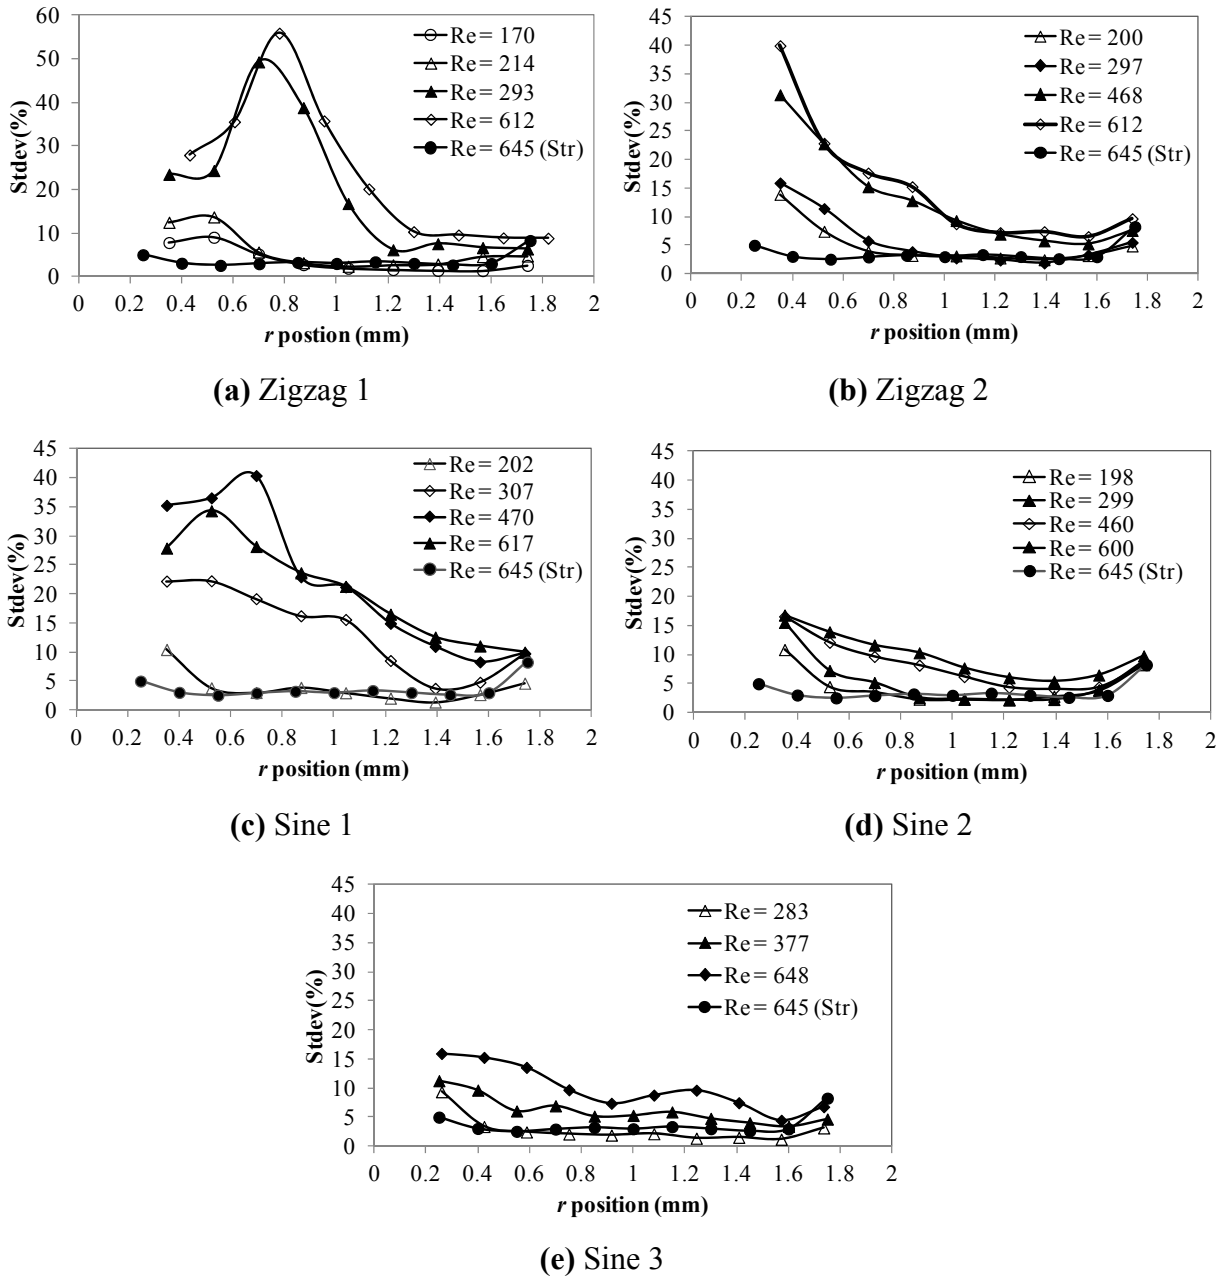 60
50
40
30
20
10
0
Stdev(%)
0 0.2 0.4 0.6 0.8 1 1.2 1.4 1.6 1.8 2
r postion (mm)
Re = 170
Re = 214
Re = 293
Re = 612
Re = 645 (Str)
(a) Zigzag 1
45
40
35
30
25
20
15
10
5
0
Stdev(%)
0 0.2 0.4 0.6 0.8 1 1.2 1.4 1.6 1.8 2
r postion (mm)
Re = 200
Re = 297
Re = 468
Re = 612
Re = 645 (Str)
(b) Zigzag 2
45
40
35
30
25
20
15
10
5
0
Stdev(%)
0 0.2 0.4 0.6 0.8 1 1.2 1.4 1.6 1.8 2
r position (mm)
Re = 202
Re = 307
Re = 470
Re = 617
Re = 645 (Str)
(c) Sine 1
45
40
35
30
25
20
15
10
5
0
Stdev(%)
0 0.2 0.4 0.6 0.8 1 1.2 1.4 1.6 1.8 2
r position (mm)
Re = 198
Re = 299
Re = 460
Re = 600
Re = 645 (Str)
(d) Sine 2
45
40
35
30
25
20
15
10
5
0
Stdev(%)
0 0.2 0.4 0.6 0.8 1 1.2 1.4 1.6 1.8 2
r position (mm)
Re = 283
Re = 377
Re = 648
Re = 645 (Str)
(e) Sine 3